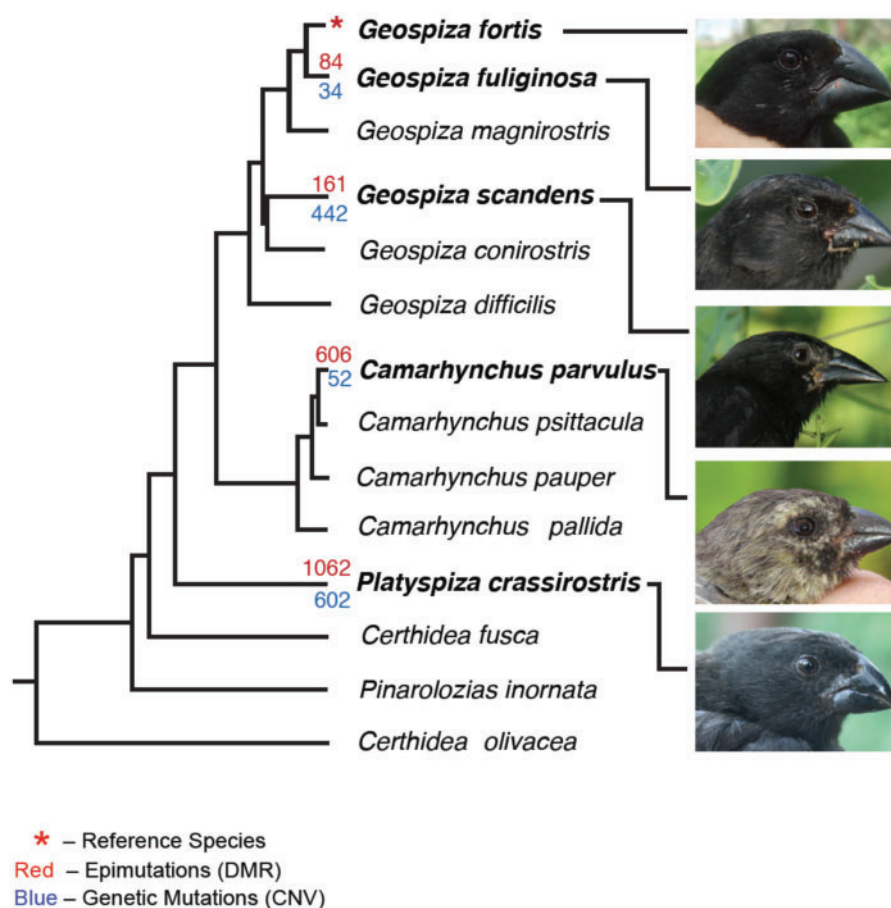 * Geospiza fortis
84
34
Geospiza fuliginosa
Geospiza magnirostris
161
442
Geospiza scandens
Geospiza conirostris
Geospiza difficilis
606
52
Camarhynchus parvulus
Camarhynchus psittacula
Camarhynchus pauper
Camarhynchus pallida
1062
602
Platyspiza crassirostris
Certhidea fusca
Pinarolozias inornata
Certhidea olivacea
* – Reference Species
Red – Epimutations (DMR)
Blue – Genetic Mutations (CNV)